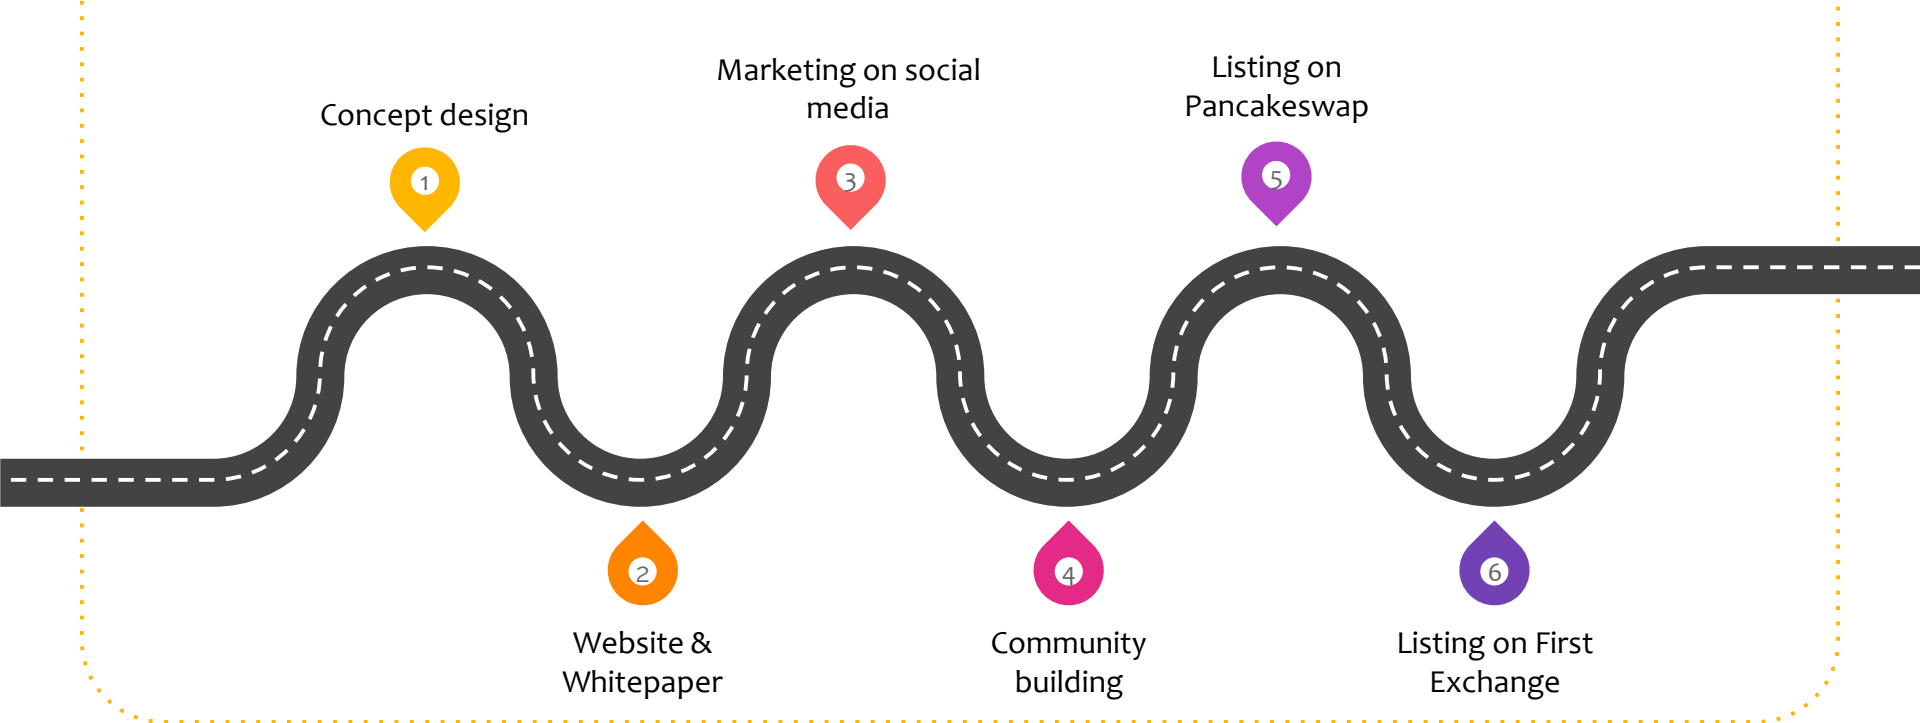 Concept design
1
Marketing on social
media
3
Listing on
Pancakeswap
5
2
Website &
Whitepaper
4
Community
building
6
Listing on First
Exchange